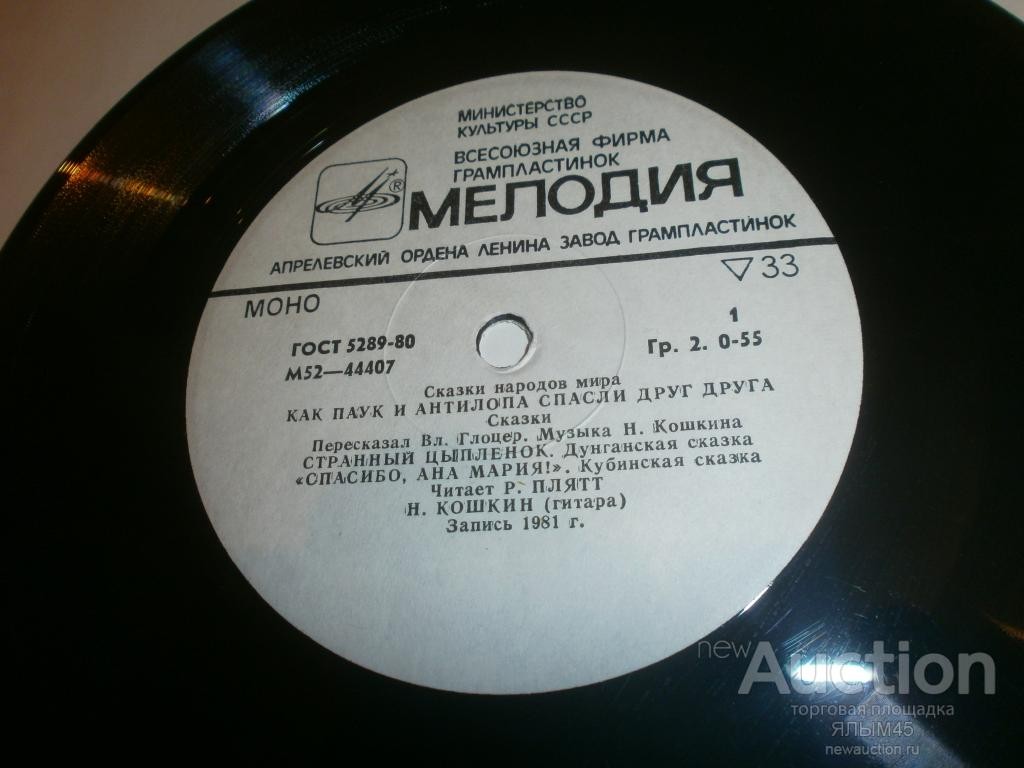 МИНИСТЕРСТВО
КУЛЬТУРЫ СССР
ВСЕСОЮЗНАЯ ФИРМА
ГРАМПЛАСТИНОК
® МЕЛОДИЯ
АПРЕЛЕВСКИЙ ОРДЕНА ЛЕНИНА ЗАВОД ГРАМПЛАСТИНОК
МОНО
▽ 33
ГОСТ 5289-80
М52—44407
1
Гр. 2. 0-55
Сказки народов мира
КАК ПАУК И АНТИЛОПА СПАСЛИ ДРУГ ДРУГА
Сказки
Пересказал Вл. Глоцер. Музыка Н. Кошкина
СТРАННЫЙ ЦЫПЛЕНОК. Дунганская сказка
«СПАСИБО, АНА МАРИЯ!». Кубинская сказка
Читает Р. ПЛЯТТ
Н. КОШКИН (гитара)
Запись 1981 г.
newAuction
торговая площадка
ЯЛЫМ45
newauction.ru